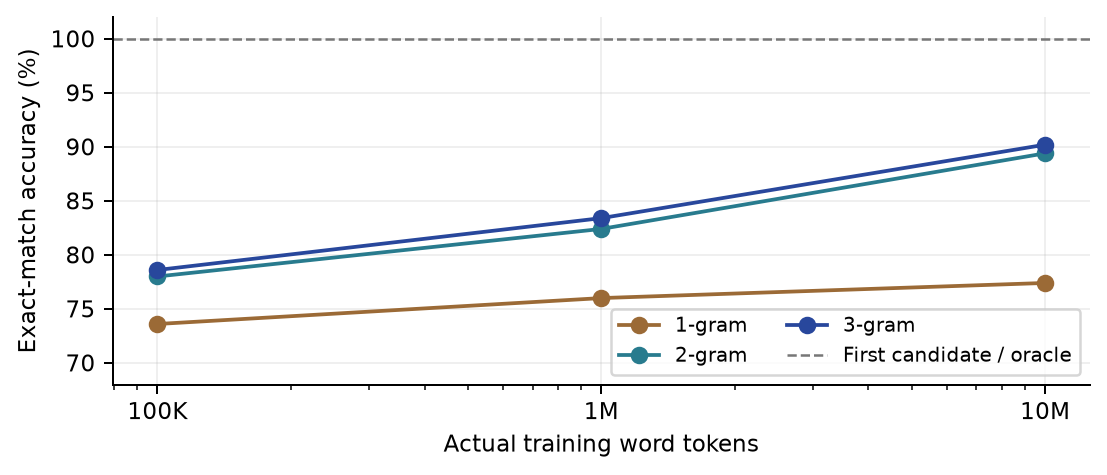 Exact-match accuracy (%)
100
95
90
85
80
75
70
1-gram
2-gram
3-gram
First candidate / oracle
100K
1M
10M
Actual training word tokens